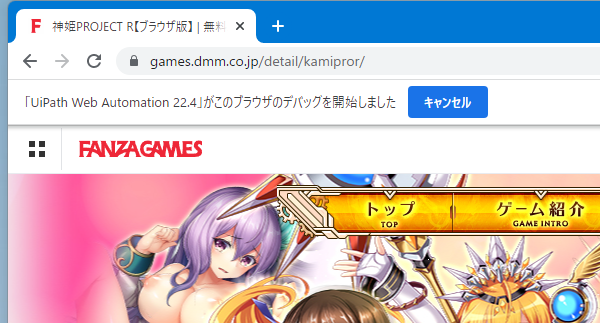 神姫PROJECT R【ブラウザ版】 | 無料
games.dmm.co.jp/detail/kamipror/
「UiPath Web Automation 22.4」がこのブラウザのデバッグを開始しました
キャンセル
FANZA GAMES
トップ
TOP
ゲーム紹介
GAME INTRO